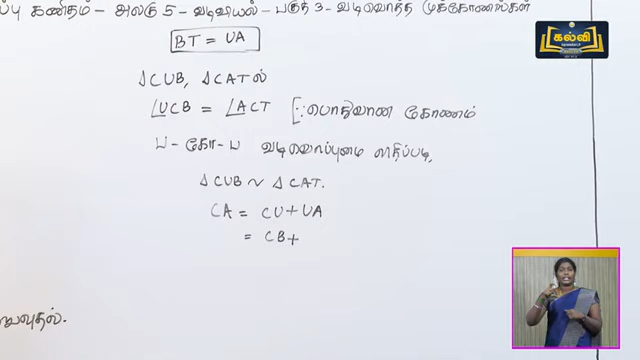 கணிதம் - அலகு 5 - வடிவியல் - பகுதி 3 - வடிவொத்த முக்கோணங்கள்
கல்வி
BT = UA
ΔCUB, ΔCAT ல்
∠UCB = ∠ACT [∵ பொதுவான கோணம்
ப - கோ - ப வடிவொப்புமை விதிப்படி,
ΔCUB ~ ΔCAT.
CA = CU + UA
= CB +